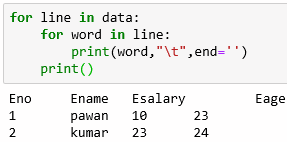 for line in data:
    for word in line:
        print(word,"\t",end='')
    print()
Eno	Ename	Esalary	Eage
1	pawan	10	23
2	kumar	23	24